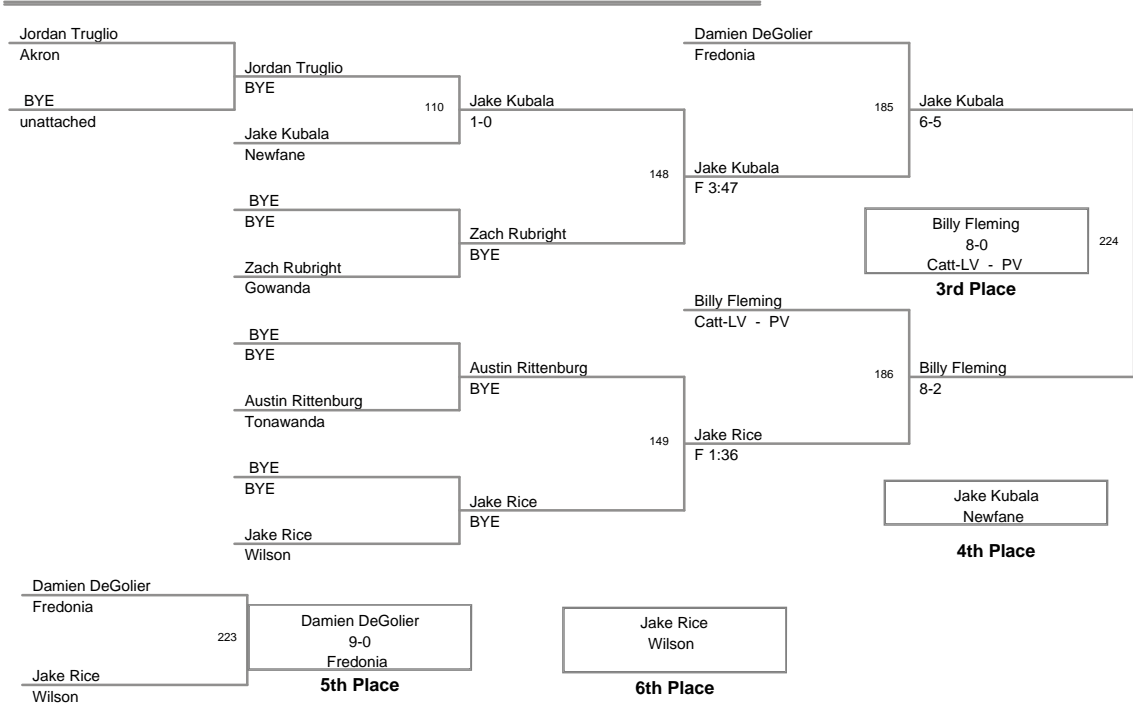 Jordan Truglio
Akron
BYE
unattached
Jordan Truglio
BYE
110
Jake Kubala
Newfane
BYE
BYE
Zach Rubright
Gowanda
BYE
BYE
Austin Rittenburg
Tonawanda
BYE
BYE
Jake Rice
Wilson
Jake Kubala
1-0
148
Zach Rubright
BYE
Austin Rittenburg
BYE
149
Jake Rice
BYE
Damien DeGolier
Fredonia
185
Jake Kubala
F 3:47
Billy Fleming
Catt-LV - PV
186
Jake Rice
F 1:36
Jake Kubala
6-5
Billy Fleming
8-0
Catt-LV - PV
224
3rd Place
Billy Fleming
8-2
Jake Kubala
Newfane
4th Place
Damien DeGolier
Fredonia
223
Jake Rice
Wilson
Damien DeGolier
9-0
Fredonia
5th Place
Jake Rice
Wilson
6th Place